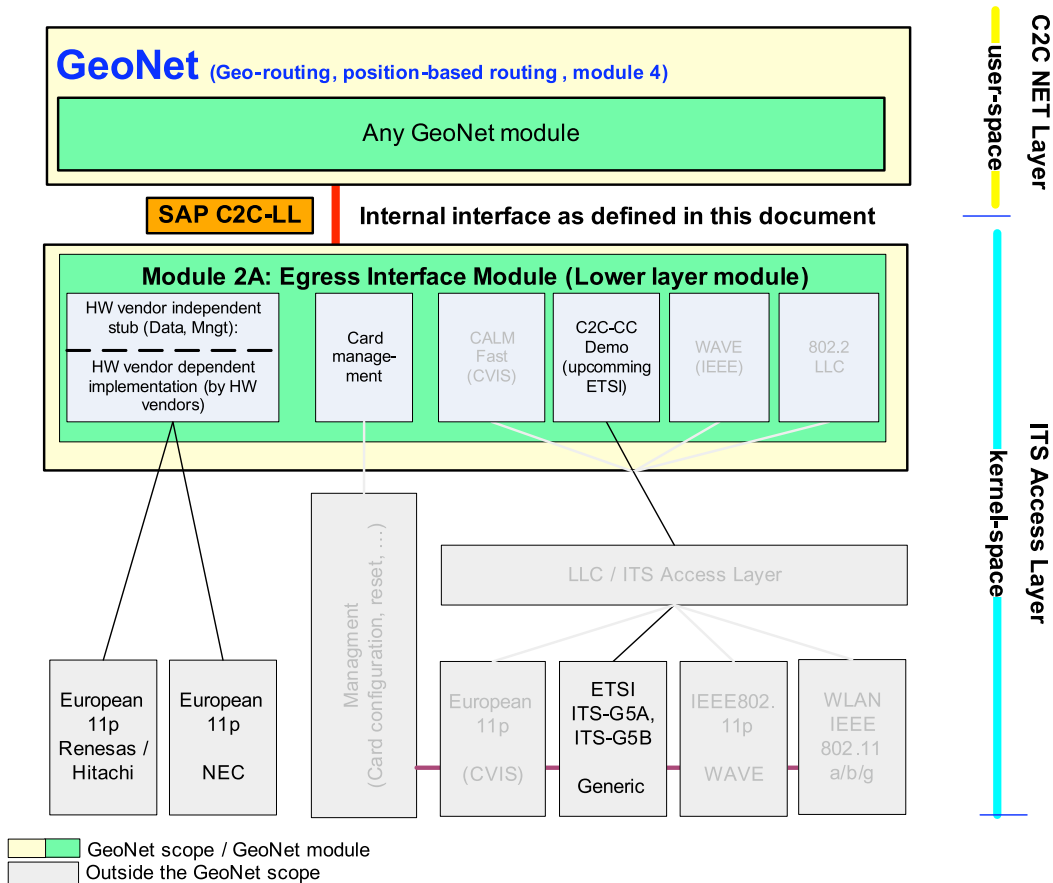 GeoNet (Geo-routing, position-based routing , module 4)
Any GeoNet module
SAP C2C-LL
Internal interface as defined in this document
Module 2A: Egress Interface Module (Lower layer module)
HW vendor independent
stub (Data, Mngt):
HW vendor dependent
implementation (by HW
vendors)
Card
manage-
ment
CALM
Fast
(CVIS)
C2C-CC
Demo
(upcomming
ETSI)
WAVE
(IEEE)
802.2
LLC
Managment
(Card configuration, reset, ...)
LLC / ITS Access Layer
European
11p
Renesas /
Hitachi
European
11p
NEC
European
11p
(CVIS)
ETSI
ITS-G5A,
ITS-G5B
Generic
IEEE802.
11p
WAVE
WLAN
IEEE
802.11
a/b/g
C2C NET Layer
user-space
ITS Access Layer
kernel-space
GeoNet scope / GeoNet module
Outside the GeoNet scope